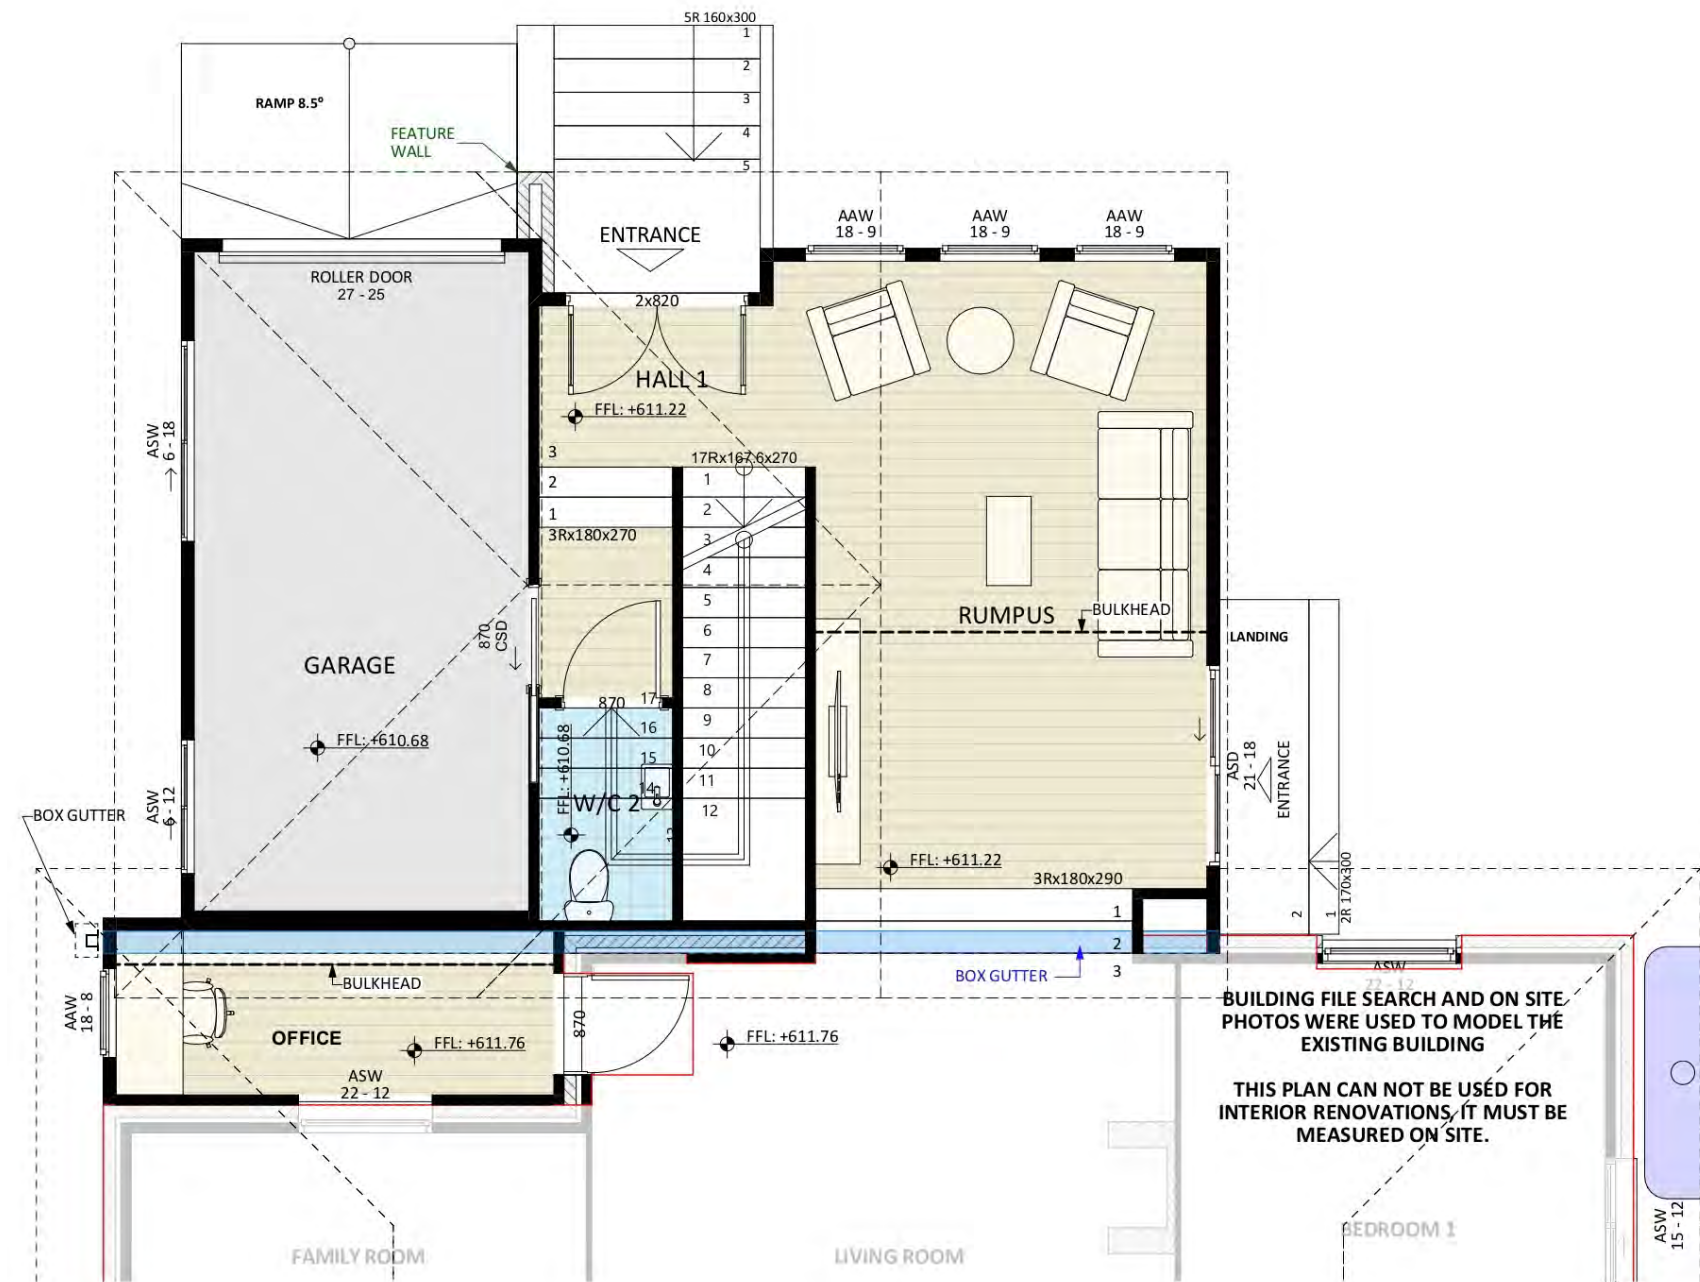 5R 160x300
1
2
3
4
5
RAMP 8.5°
FEATURE
WALL
ENTRANCE
AAW
18 - 9
AAW
18 - 9
AAW
18 - 9
ROLLER DOOR
27 - 25
2x820
HALL 1
FFL: +611.22
ASW
6 - 18
3
2
1
3Rx180x270
17Rx167.6x270
1
2
3
4
5
6
7
8
9
10
11
12
RUMPUS
BULKHEAD
LANDING
870
CSD
GARAGE
FFL: +610.68
870
17
16
15
14
13
FFL: +610.68
W/C 2
ASD
21 - 18
ENTRANCE
ASW
6 - 12
BOX GUTTER
FFL: +611.22
3Rx180x290
1
2
3
2R 170x300
1
2
BOX GUTTER
BULKHEAD
AAW
18 - 8
OFFICE
FFL: +611.76
870
FFL: +611.76
ASW
22 - 12
ASW
22 - 12
BUILDING FILE SEARCH AND ON SITE
PHOTOS WERE USED TO MODEL THE
EXISTING BUILDING
THIS PLAN CAN NOT BE USED FOR
INTERIOR RENOVATIONS, IT MUST BE
MEASURED ON SITE.
ASW
15 - 12
FAMILY ROOM
LIVING ROOM
BEDROOM 1